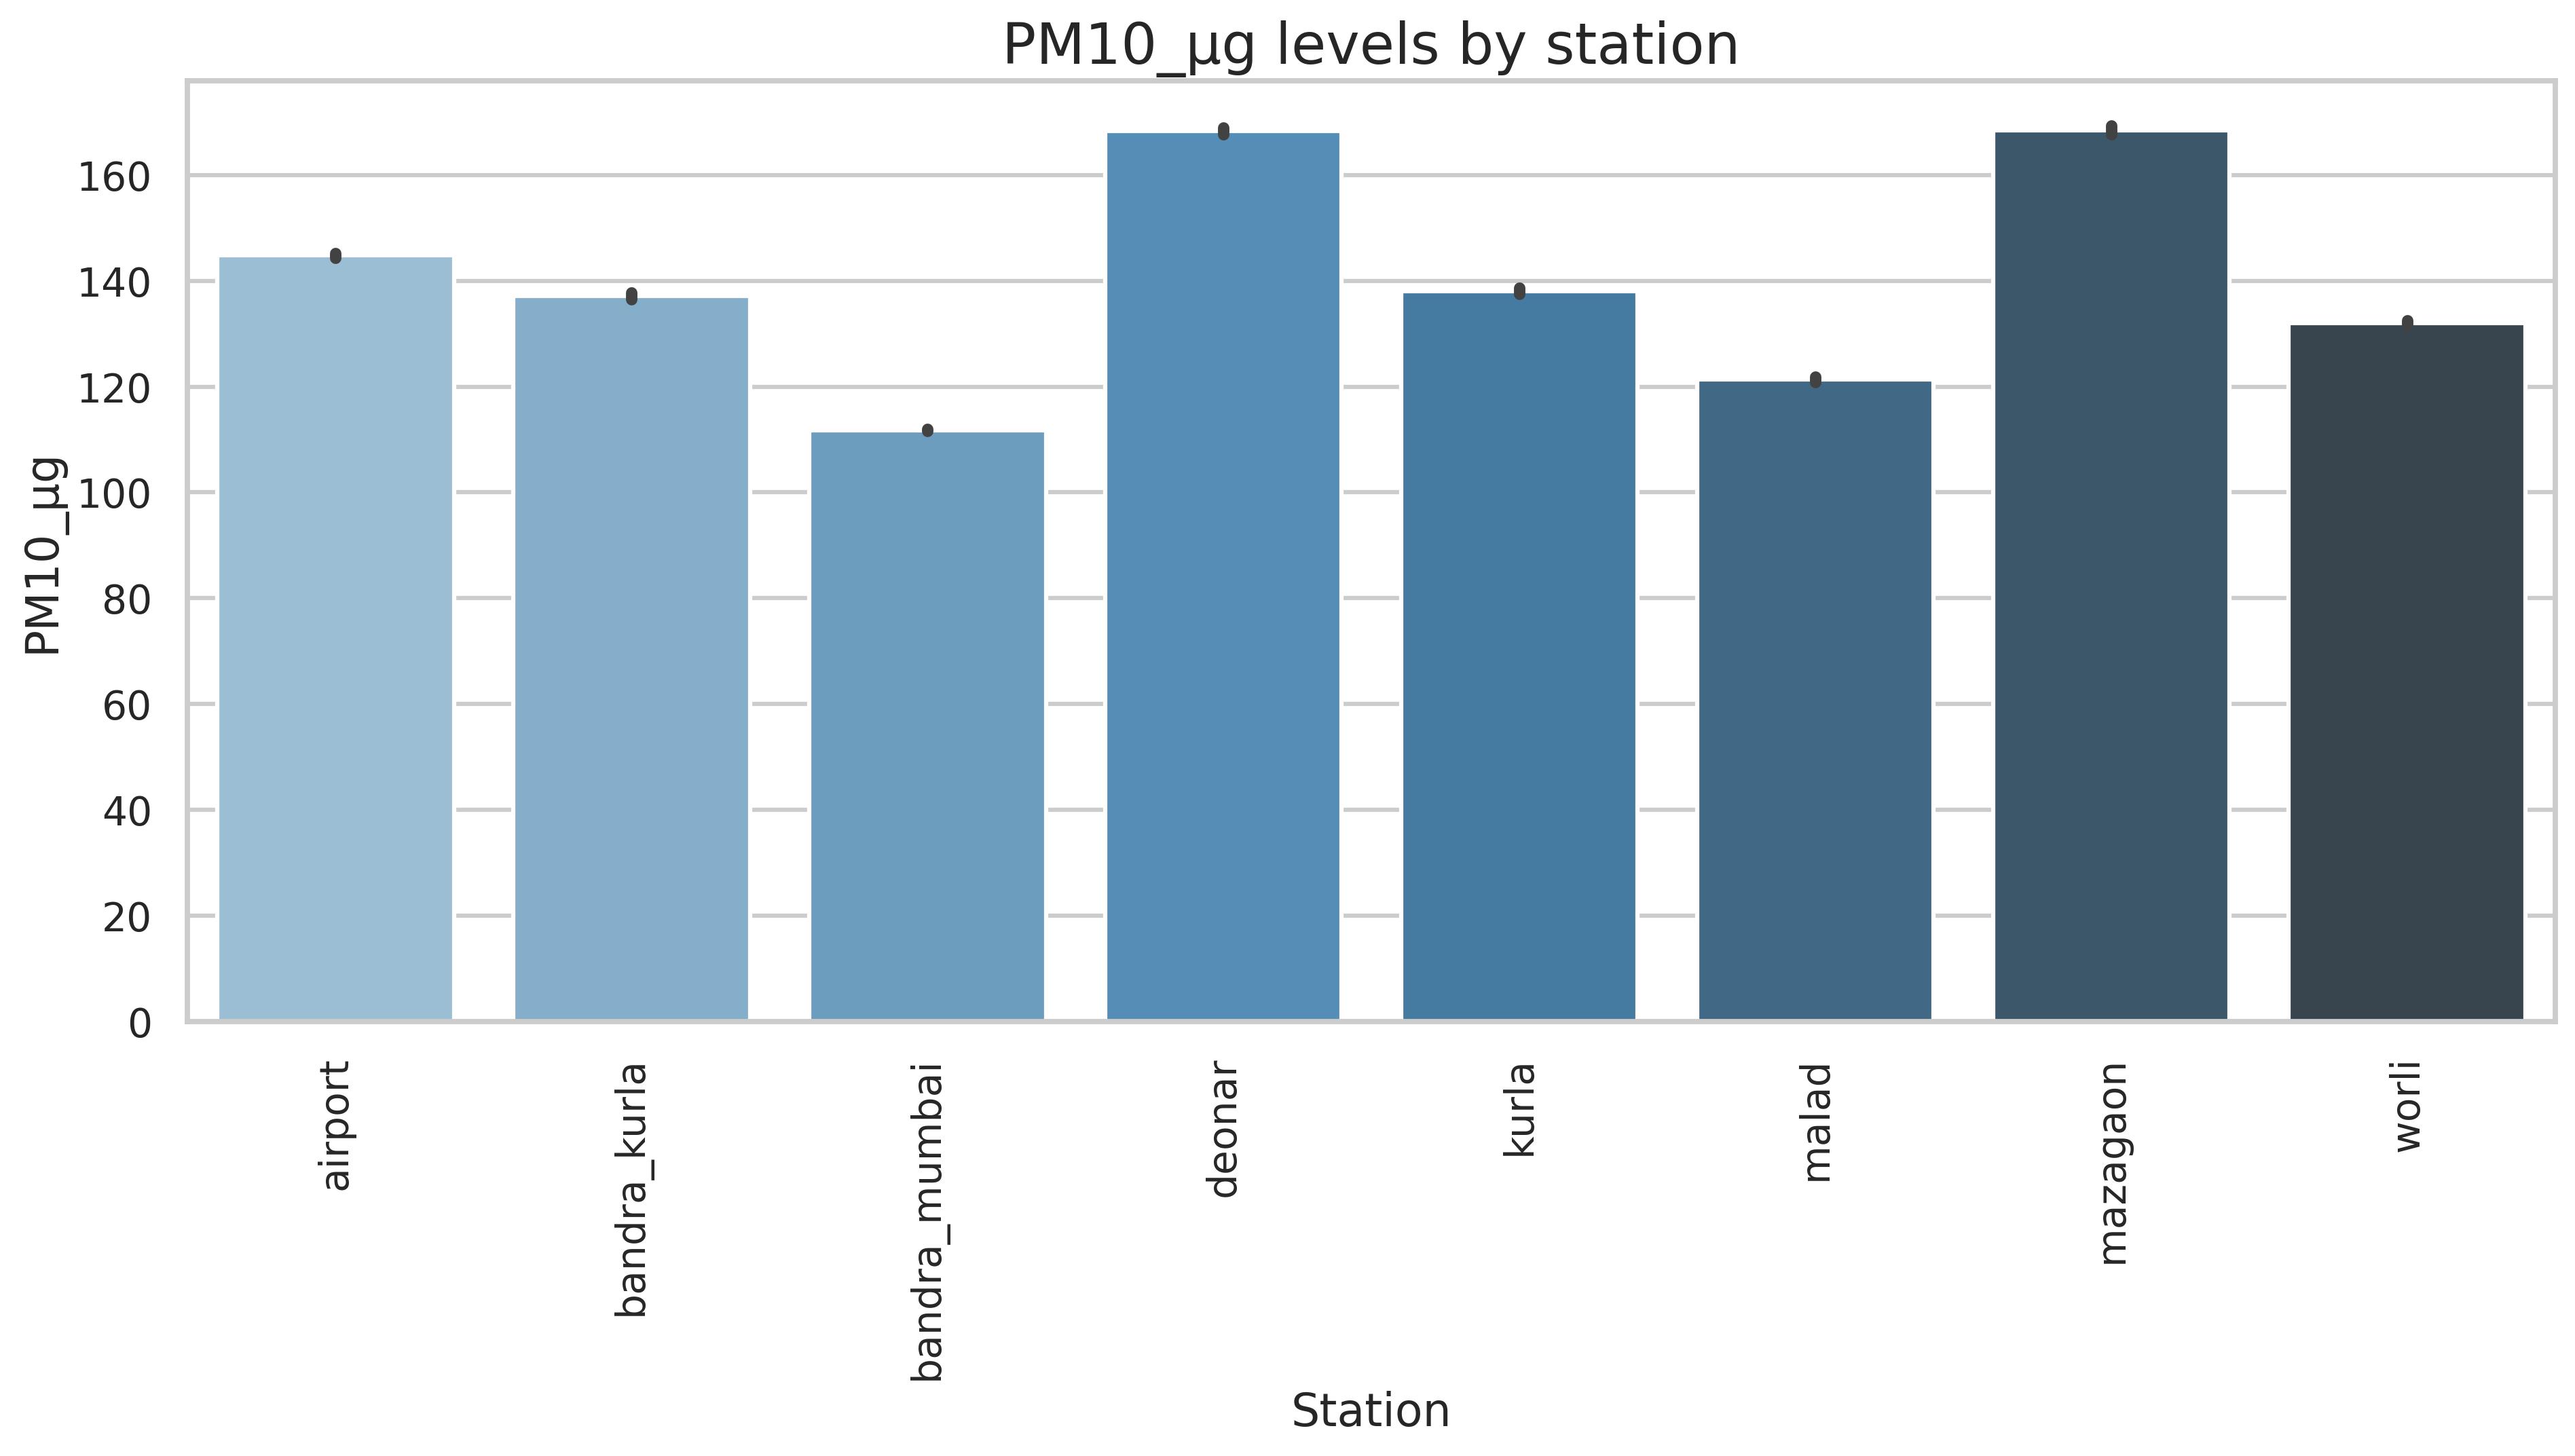 PM10_µg levels by station
PM10_µg
160
140
120
100
80
60
40
20
0
airport
bandra_kurla
bandra_mumbai
deonar
kurla
malad
mazagaon
worli
Station